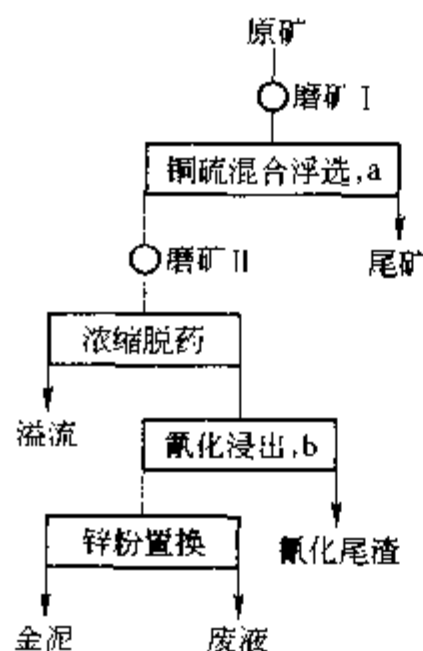 原矿
磨矿 I
铜硫混合浮选,a
磨矿 II
尾矿
浓缩脱药
溢流
氰化浸出,b
锌粉置换
氰化尾渣
金泥
废液